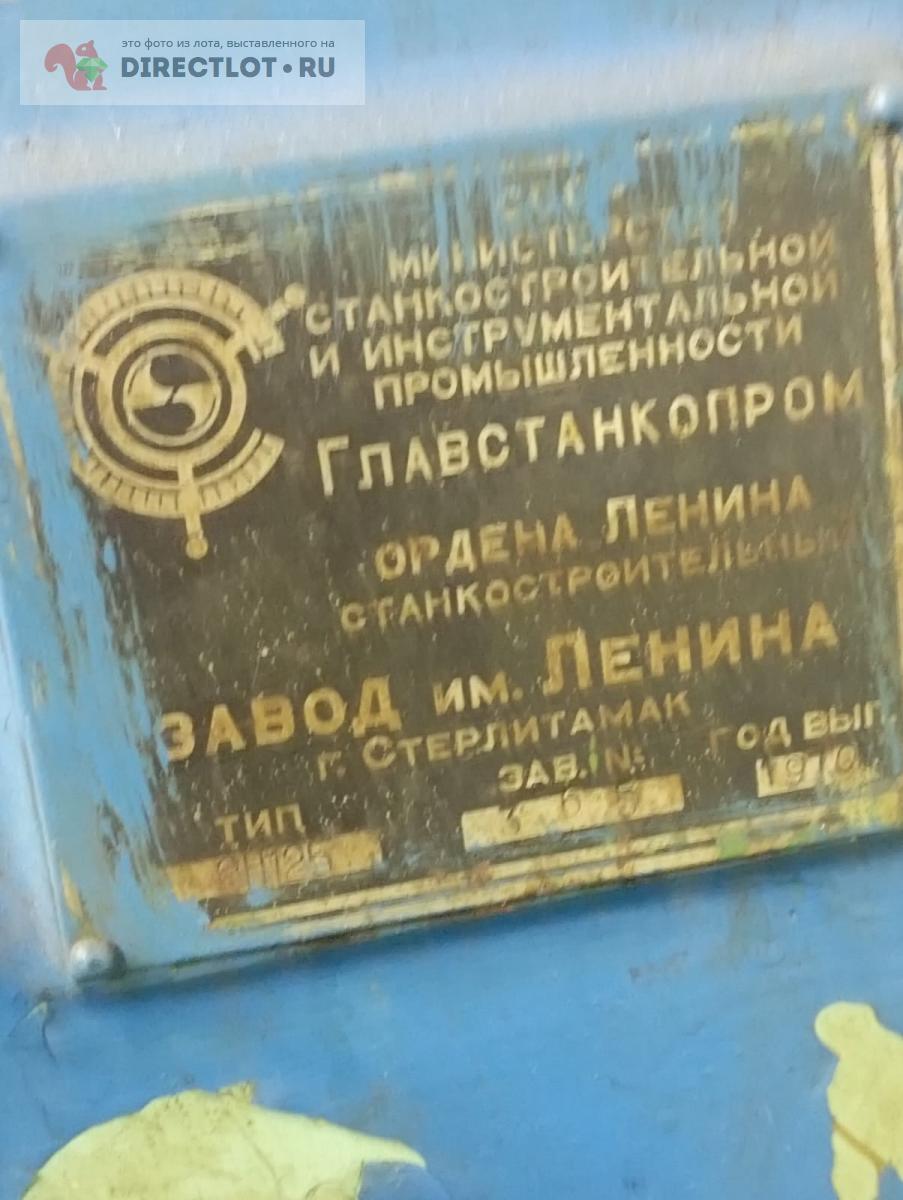 это фото из лота, выставленного на
DIRECTLOT•RU
МИНИСТЕРСТВО
СТАНКОСТРОИТЕЛЬНОЙ
И ИНСТРУМЕНТАЛЬНОЙ
ПРОМЫШЛЕННОСТИ
ГЛАВСТАНКОПРОМ
ОРДЕНА ЛЕНИНА
СТАНКОСТРОИТЕЛЬНЫЙ
ЗАВОД ИМ. ЛЕНИНА
Г. СТЕРЛИТАМАК
ТИП ЗАВ. № ГОД ВЫП.